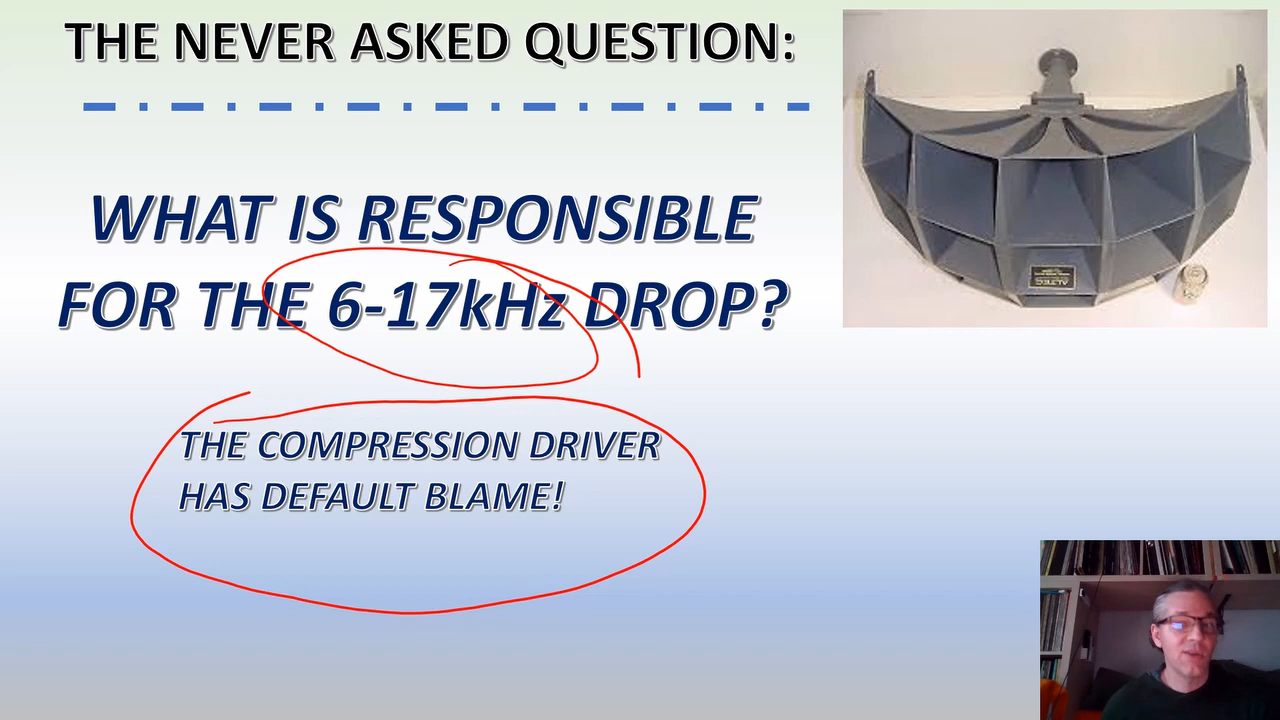 THE NEVER ASKED QUESTION:
WHAT IS RESPONSIBLE
FOR THE 6-17kHz DROP?
THE COMPRESSION DRIVER
HAS DEFAULT BLAME!
ALTEC